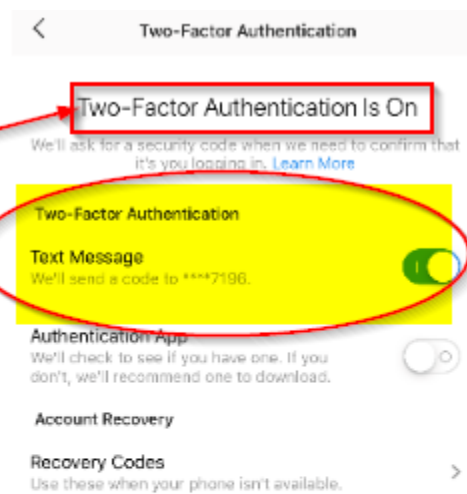 Two-Factor Authentication
Two-Factor Authentication Is On
We'll ask for a security code when we need to confirm that
it's you logging in. Learn More
Two-Factor Authentication
Text Message
We'll send a code to ****7196.
Authentication App
We'll check to see if you have one. If you
don't, we'll recommend one to download.
Account Recovery
Recovery Codes
Use these when your phone isn't available.